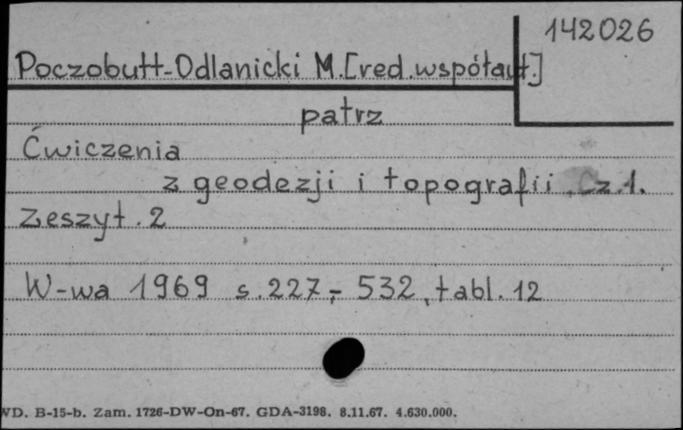 142026
Poczobutt-Odlanicki M.[red.współaut.]
patrz
Ćwiczenia
z geodezji i topografii. Cz.1.
Zeszyt. 2
W-wa 1969 s.227,- 532, tabl. 12
WD. B-15-b. Zam. 1726-DW-On-67. GDA-3198. 8.11.67. 4.630.000.